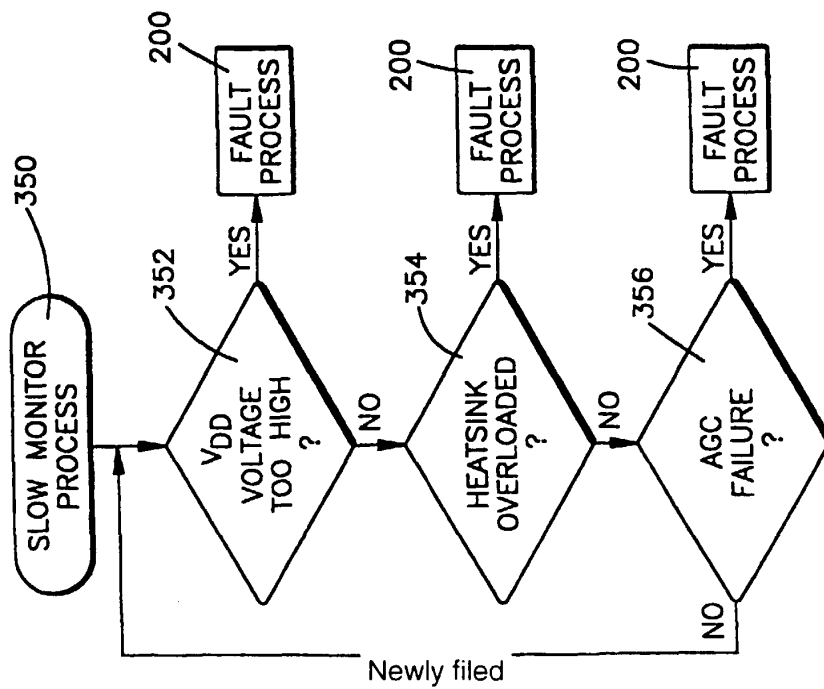 350
SLOW MONITOR
PROCESS
352
VDD
VOLTAGE
TOO HIGH
?
YES
200
FAULT
PROCESS
NO
354
HEATSINK
OVERLOADED
?
YES
200
FAULT
PROCESS
NO
356
AGC
FAILURE
?
YES
200
FAULT
PROCESS
NO
Newly filed